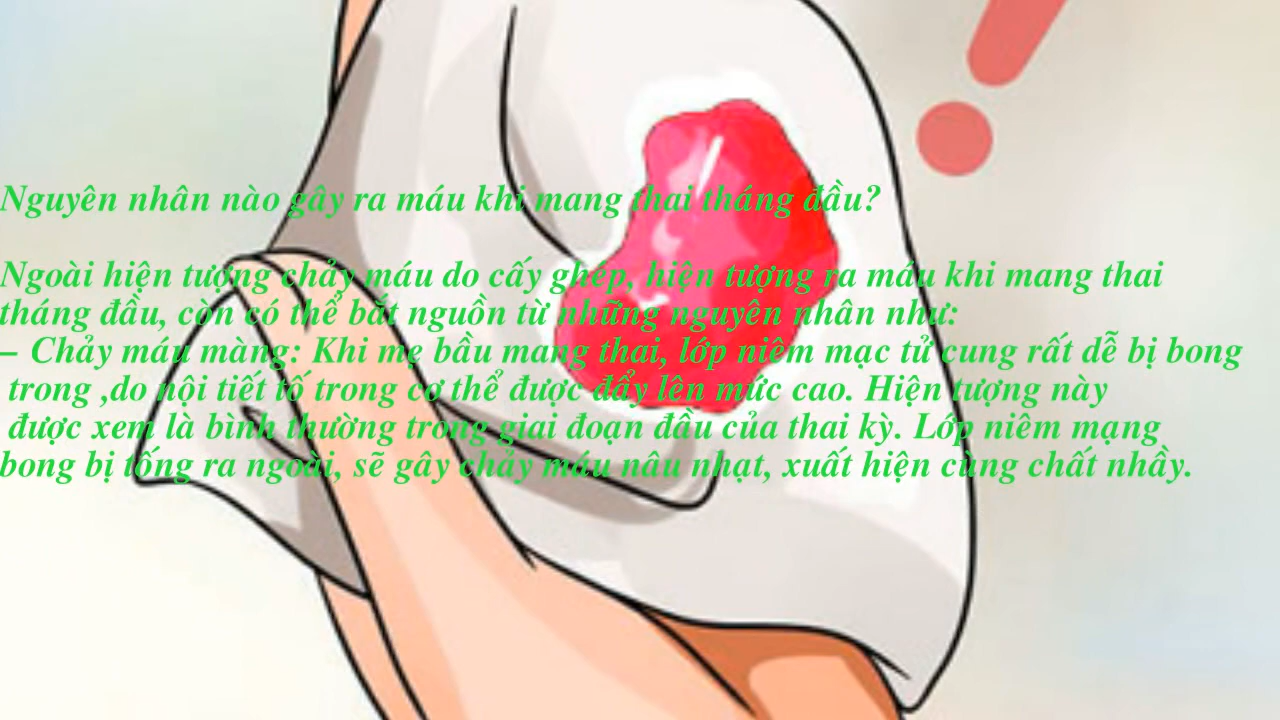 Nguyên nhân nào gây ra máu khi mang thai tháng đầu?
Ngoài hiện tượng chảy máu do cấy ghép, hiện tượng ra máu khi mang thai
tháng đầu, còn có thể bắt nguồn từ những nguyên nhân như:
– Chảy máu màng: Khi mẹ bầu mang thai, lớp niêm mạc tử cung rất dễ bị bong
trong ,do nội tiết tố trong cơ thể được đẩy lên mức cao. Hiện tượng này
được xem là bình thường trong giai đoạn đầu của thai kỳ. Lớp niêm mạng
bong bị tống ra ngoài, sẽ gây chảy máu nâu nhạt, xuất hiện cùng chất nhầy.